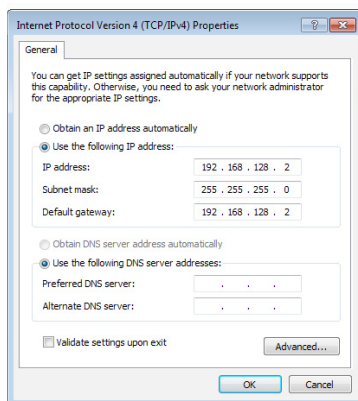 Internet Protocol Version 4 (TCP/IPv4) Properties
General
You can get IP settings assigned automatically if your network supports
this capability. Otherwise, you need to ask your network administrator
for the appropriate IP settings.
Obtain an IP address automatically
Use the following IP address:
IP address: 192 . 168 . 128 . 2
Subnet mask: 255 . 255 . 255 . 0
Default gateway: 192 . 168 . 128 . 2
Obtain DNS server address automatically
Use the following DNS server addresses:
Preferred DNS server: . . .
Alternate DNS server: . . .
Validate settings upon exit
Advanced...
OK Cancel